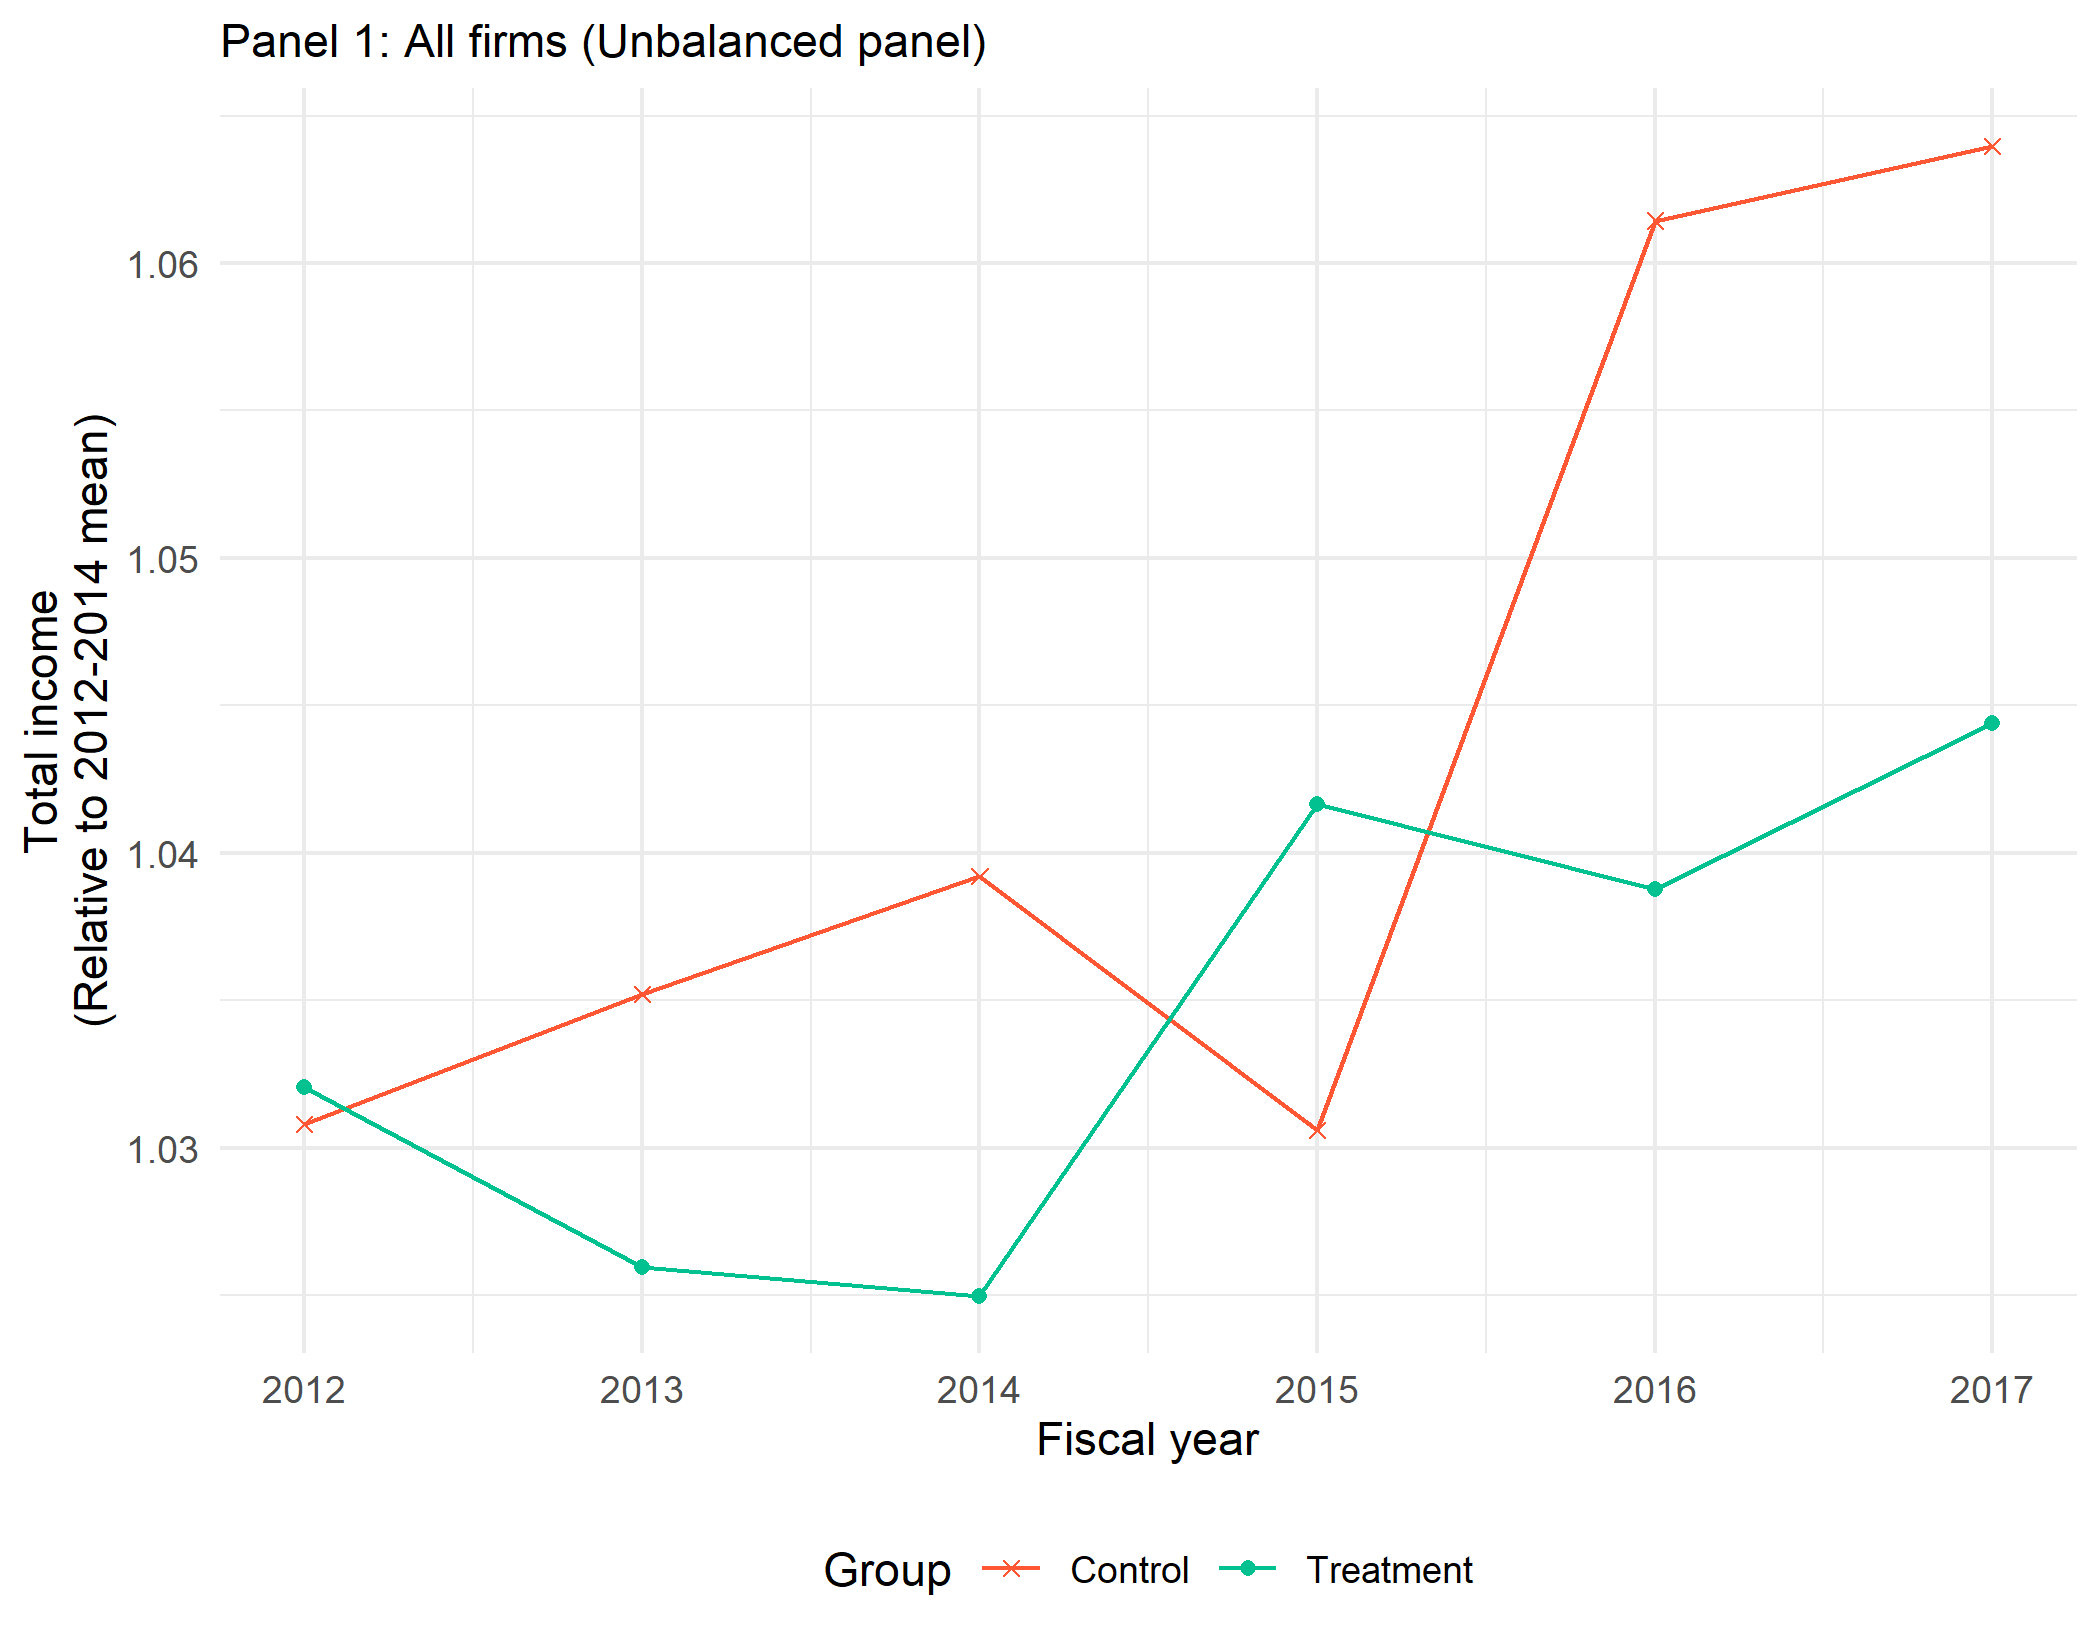 Panel 1: All firms (Unbalanced panel)
Total income
(Relative to 2012-2014 mean)
1.06
1.05
1.04
1.03
2012 2013 2014 2015 2016 2017
Fiscal year
Group Control Treatment